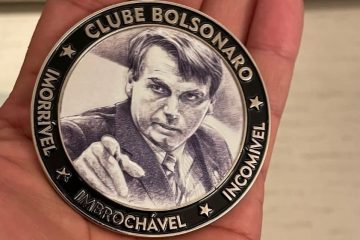 CLUBE BOLSONARO
IMORRÍVEL
IMBROCHÁVEL
INCOMÍVEL